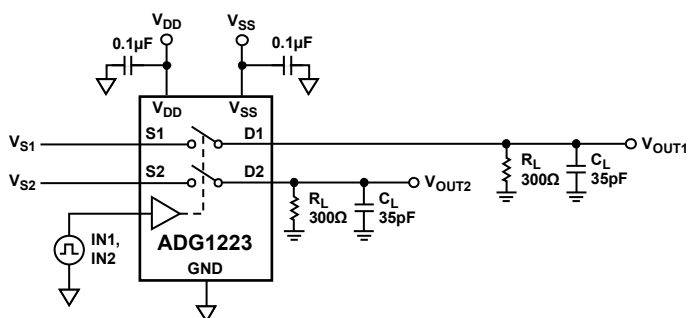 VDD
VSS
0.1µF
0.1µF
VDD
VSS
VS1
S1
D1
VOUT1
RL
300Ω
CL
35pF
VS2
S2
D2
VOUT2
RL
300Ω
CL
35pF
IN1,
IN2
ADG1223
GND